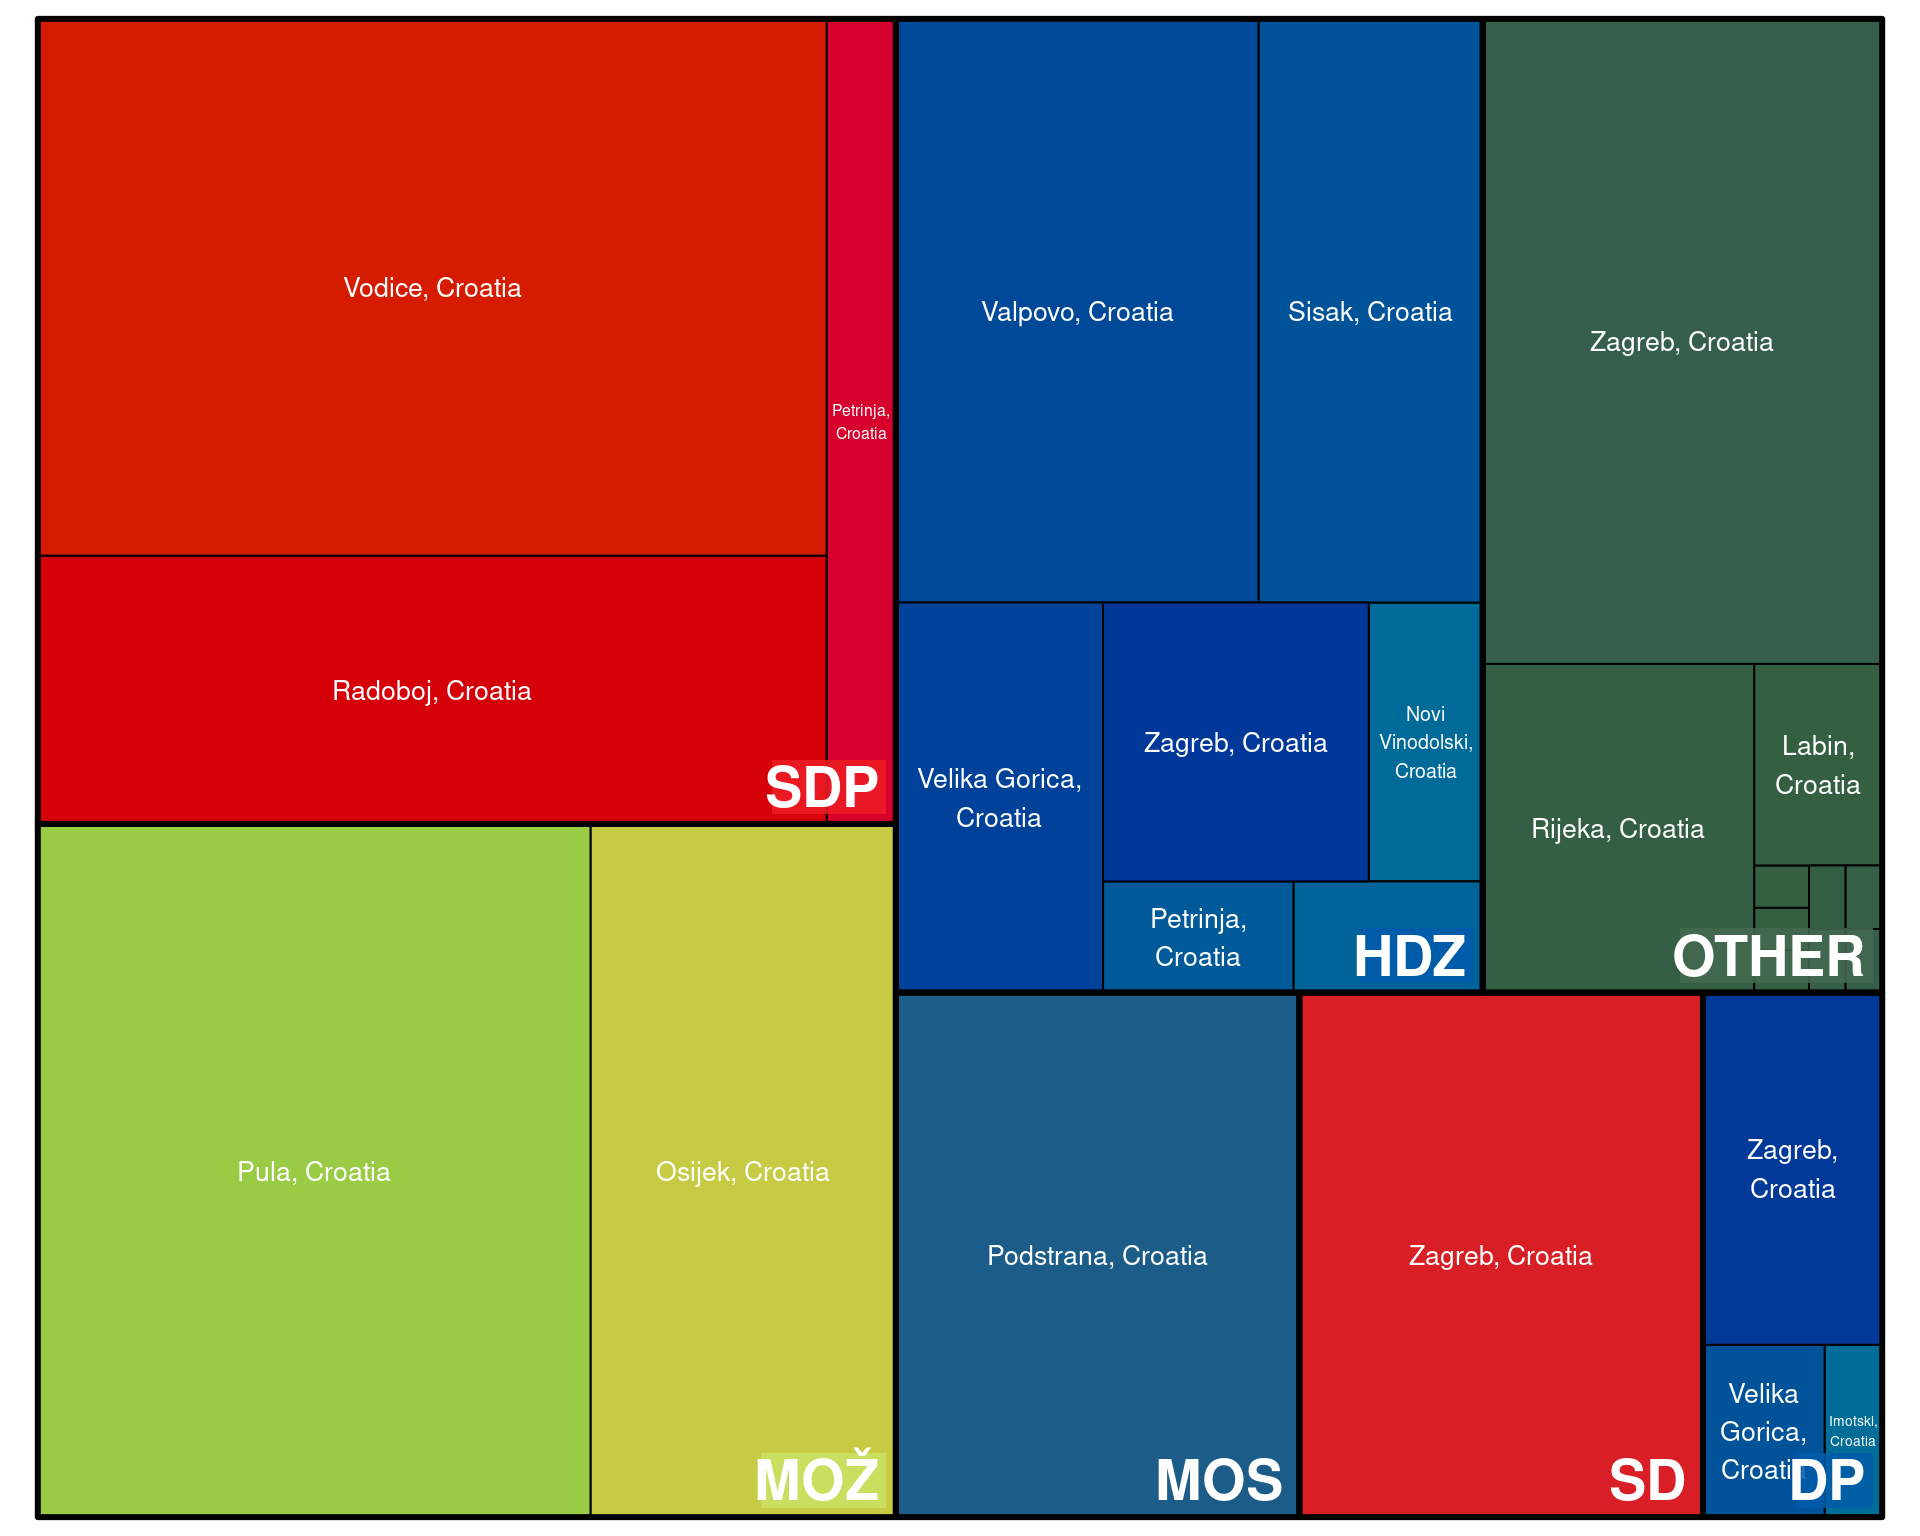 Vodice, Croatia
Petrinja,
Croatia
Radoboj, Croatia
SDP
Pula, Croatia
Osijek, Croatia
MOŽ
Valpovo, Croatia
Sisak, Croatia
Velika Gorica,
Croatia
Zagreb, Croatia
Novi
Vinodolski,
Croatia
Petrinja,
Croatia
HDZ
Zagreb, Croatia
Rijeka, Croatia
Labin,
Croatia
OTHER
Podstrana, Croatia
MOS
Zagreb, Croatia
SD
Zagreb,
Croatia
Velika
Gorica,
Croatia
Imotski,
Croatia
DP